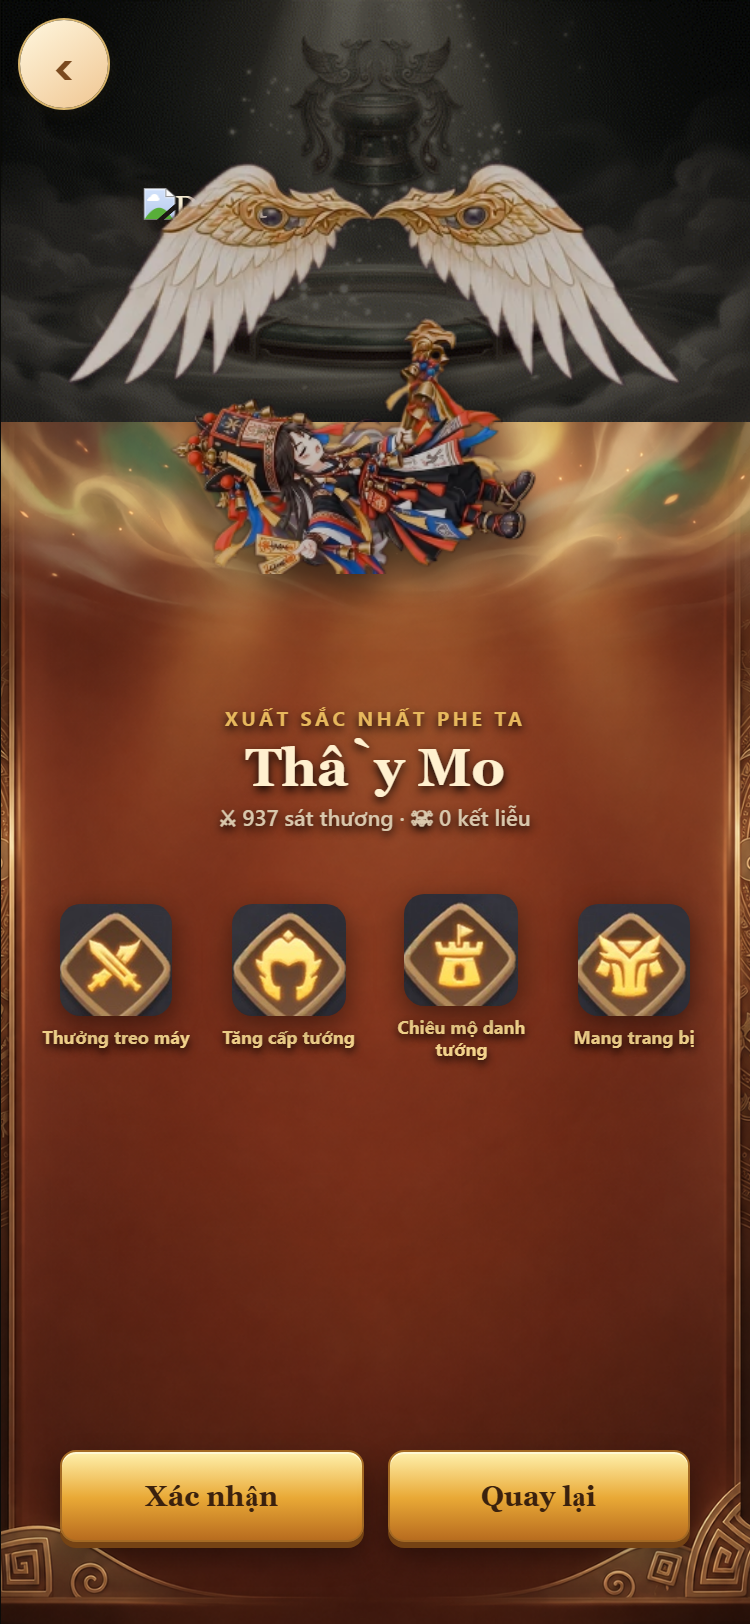 XUẤT SẮC NHẤT PHE TA
Thầy Mo
⚔ 937 sát thương · ☠ 0 kết liễu
Thưởng treo máy
Tăng cấp tướng
Chiêu mộ danh
tướng
Mang trang bị
Xác nhận
Quay lại